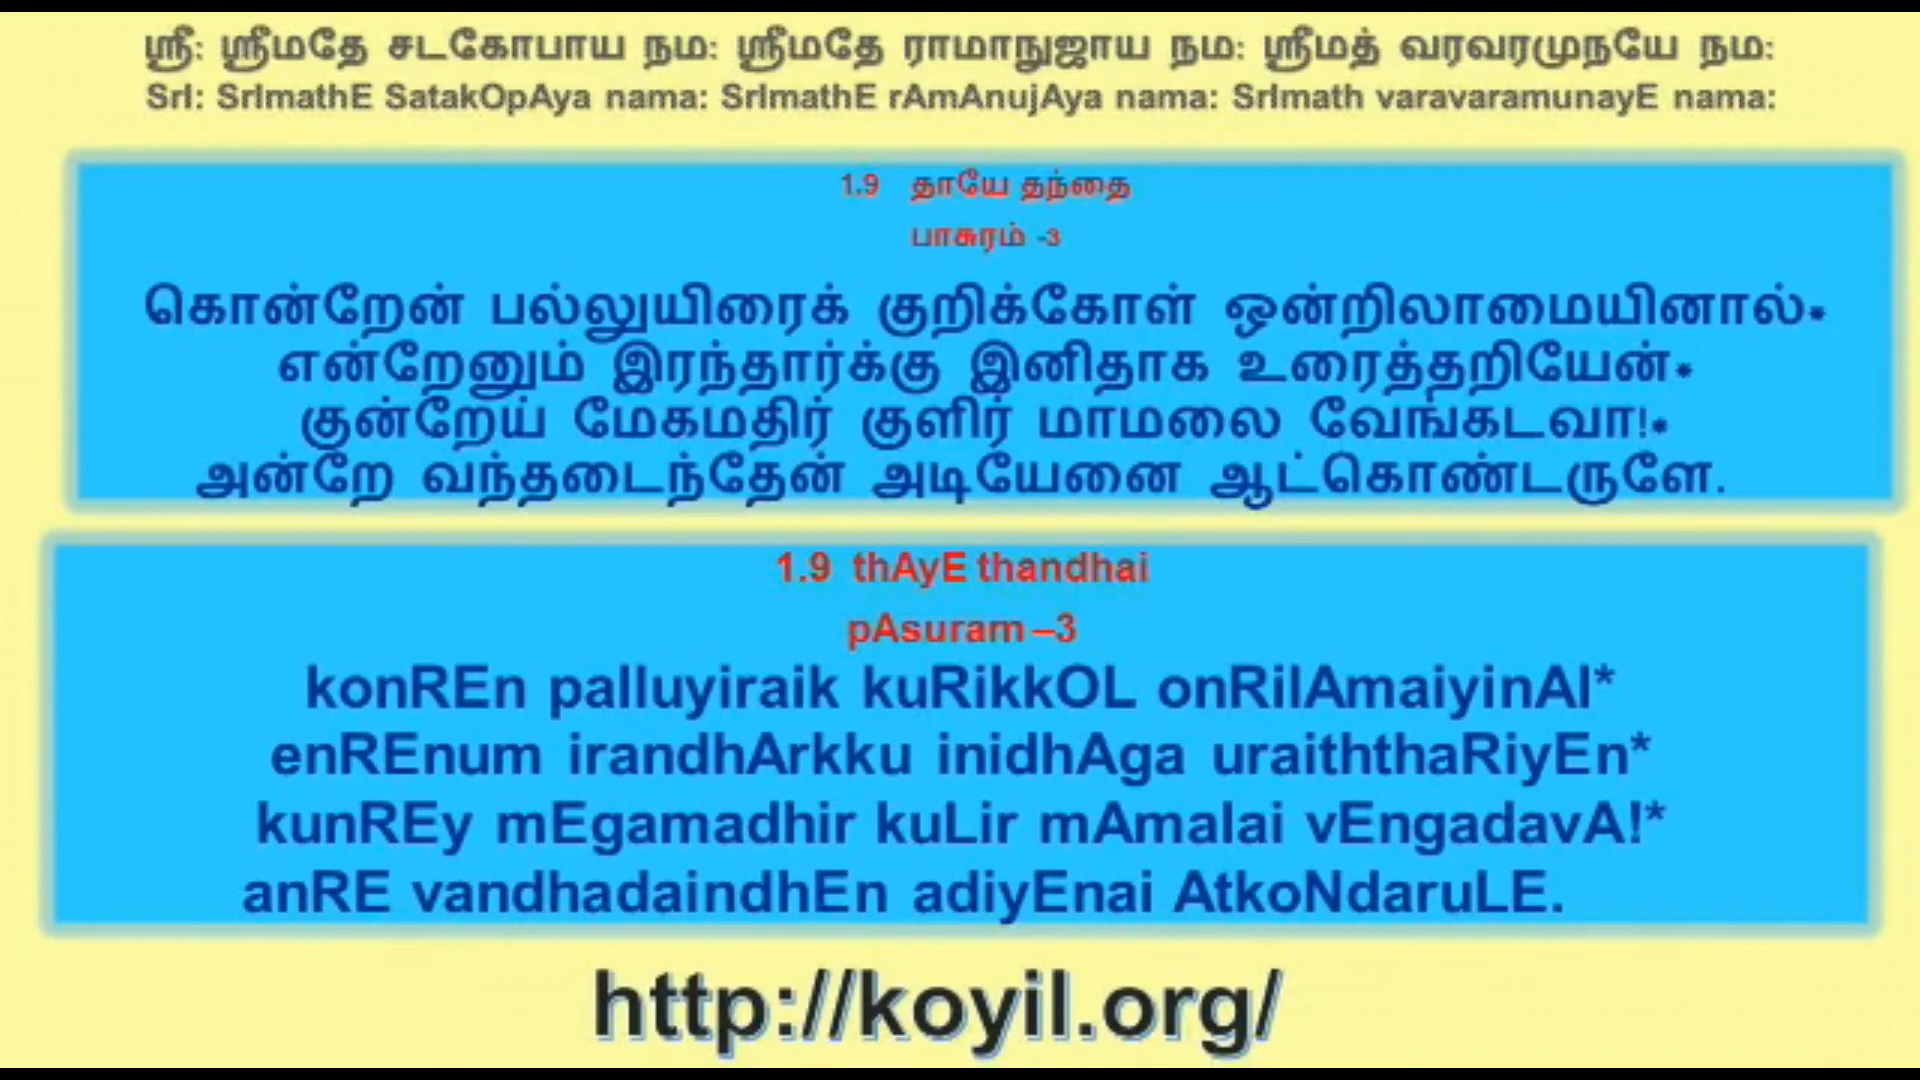 ஸ்ரீ: ஸ்ரீமதே சடகோபாய நம: ஸ்ரீமதே ராமாநுஜாய நம: ஸ்ரீமத் வரவரமுநயே நம:
SrI: SrImathE SatakOpAya nama: SrImathE rAmAnujAya nama: SrImath varavaramunayE nama:
1.9 தாயே தந்தை
பாசுரம் -3
கொன்றேன் பல்லுயிரைக் குறிக்கோள் ஒன்றிலாமையினால்*
என்றேனும் இரந்தார்க்கு இனிதாக உரைத்தறியேன்*
குன்றேய் மேகமதிர் குளிர் மாமலை வேங்கடவா!*
அன்றே வந்தடைந்தேன் அடியேனை ஆட்கொண்டருளே.
1.9 thAyE thandhai
pAsuram –3
konREn palluyiraik kuRikkOL onRilAmaiyinAl*
enREnum irandhArkku inidhAga uraiththaRiyEn*
kunREy mEgamadhir kuLir mAmalai vEngadavA!*
anRE vandhadaindhEn adiyEnai AtkoNdaruLE.
http://koyil.org/